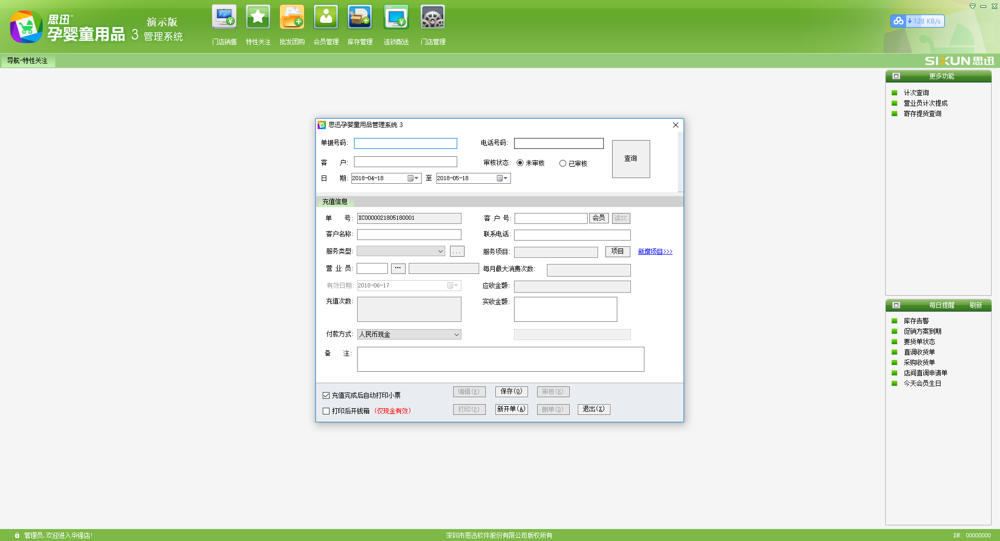 思迅®
孕婴童用品 3 演示版
管理系统
门店销售 特性关注 批发团购 会员管理 库存管理 连锁配送 门店管理
128 KB/s
导航-特性关注
SIXUN思迅
更多功能
计次查询
营业员计次提成
寄存提货查询
思迅孕婴童用品管理系统 3
单据号码: 电话号码: 查询
客 户: 审核状态: 未审核 已审核
日 期: 2018-04-18 至 2018-05-18
充值信息
单 号: XC0000021805180001 客 户 号: 会员 读IC
客户名称: 联系电话:
服务类型: ... 服务项目: 项目 新增项目>>>
营 业 员: ... 每月最大消费次数:
有效日期: 2018-06-17 应收金额:
充值次数: 实收金额:
付款方式: 人民币现金
备 注:
充值完成后自动打印小票 编辑(E) 保存(O) 审核(K)
打印后开钱箱 (仅现金有效) 打印(P) 新开单(A) 删单(D) 退出(X)
每日提醒 刷新
库存告警
促销方案到期
要货单状态
直调收货单
采购收货单
店间直调申请单
今天会员生日
管理员,欢迎进入华强店! 深圳市思迅软件股份有限公司版权所有 DN: 00000000